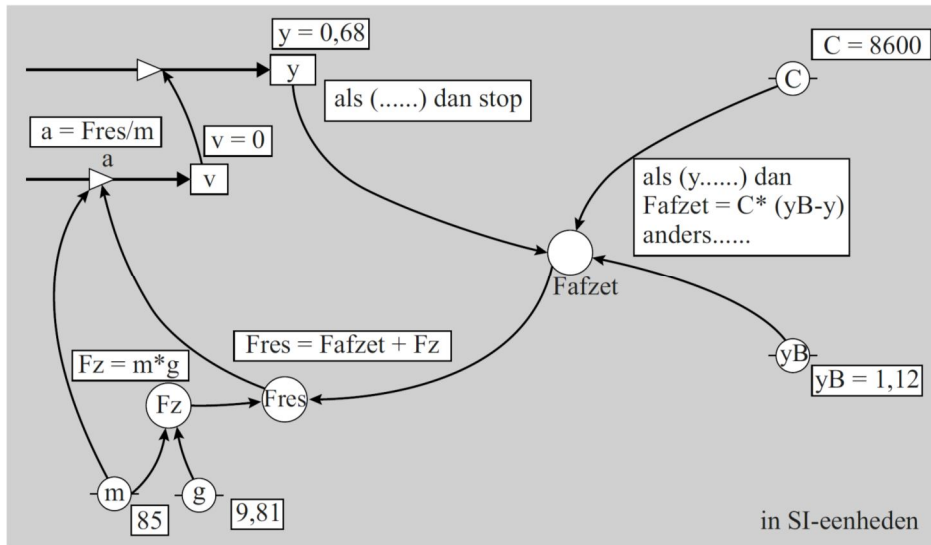 y = 0,68
y
als (......) dan stop
C = 8600
C
a = Fres/m
a
v = 0
v
als (y......) dan
Fafzet = C* (yB-y)
anders......
Fafzet
Fres = Fafzet + Fz
Fz = m*g
Fz
Fres
yB
yB = 1,12
m
85
g
9,81
in SI-eenheden